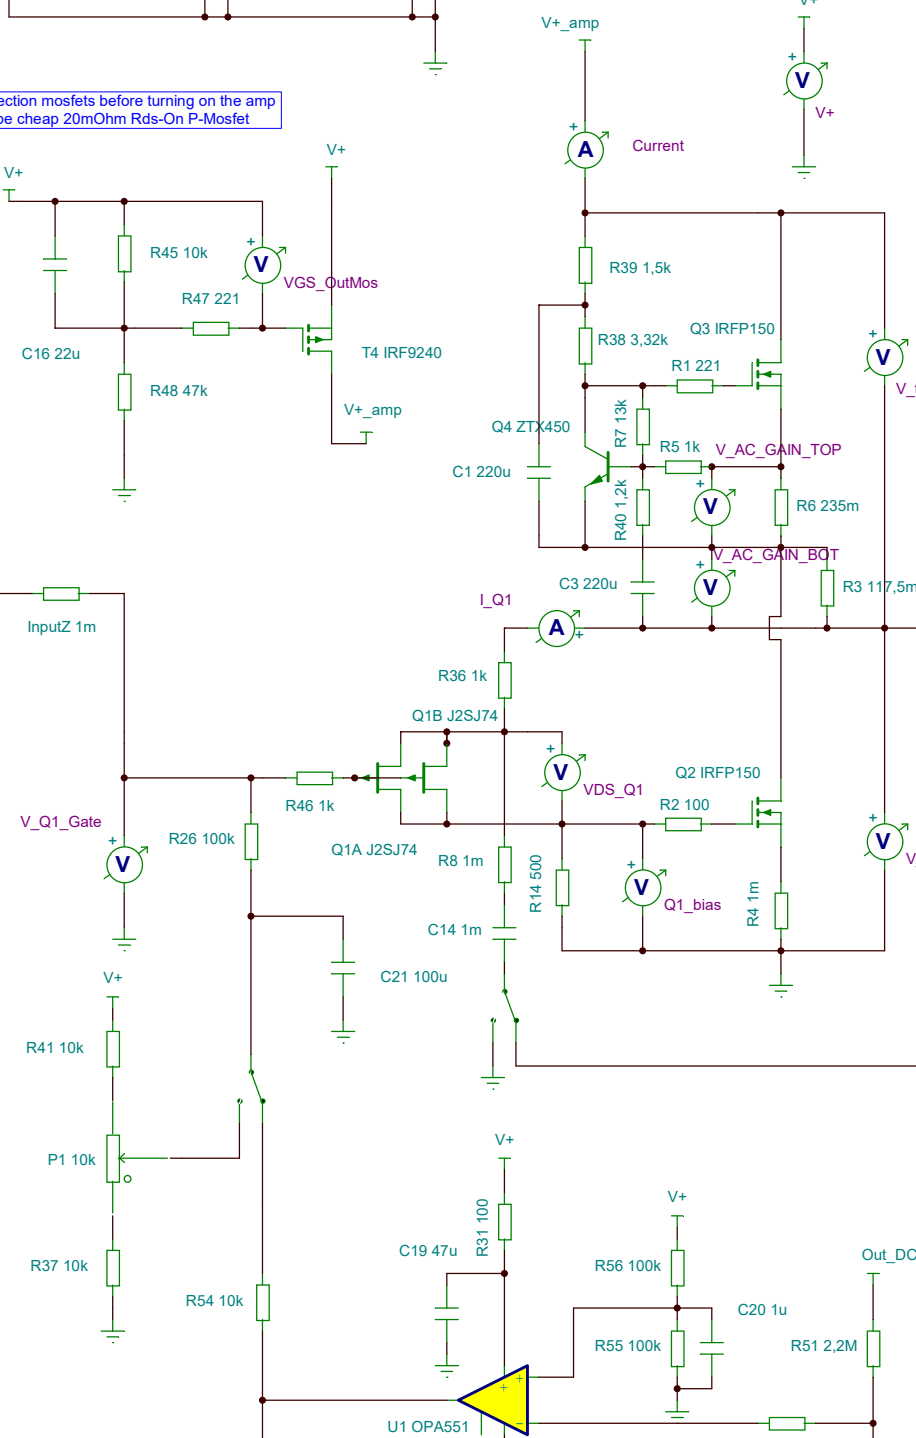 V+
V+_amp
V+
ection mosfets before turning on the amp
be cheap 20mOhm Rds-On P-Mosfet
A
Current
V+
V+
R45 10k
V
VGS_OutMos
R47 221
C16 22u
T4 IRF9240
R48 47k
V+_amp
R39 1,5k
R38 3,32k
Q3 IRFP150
R1 221
V
V_
Q4 ZTX450
R7 13k
R5 1k
V_AC_GAIN_TOP
C1 220u
R40 1,2k
V
R6 235m
V_AC_GAIN_BOT
C3 220u
V
R3 117,5m
InputZ 1m
I_Q1
A
R36 1k
Q1B J2SJ74
V
VDS_Q1
Q2 IRFP150
R46 1k
R2 100
V_Q1_Gate
R26 100k
Q1A J2SJ74
V
V
R8 1m
R14 500
V
Q1_bias
R4 1m
C14 1m
V+
C21 100u
R41 10k
P1 10k
V+
R31 100
V+
C19 47u
R37 10k
R56 100k
Out_DC
R54 10k
C20 1u
R55 100k
R51 2,2M
U1 OPA551